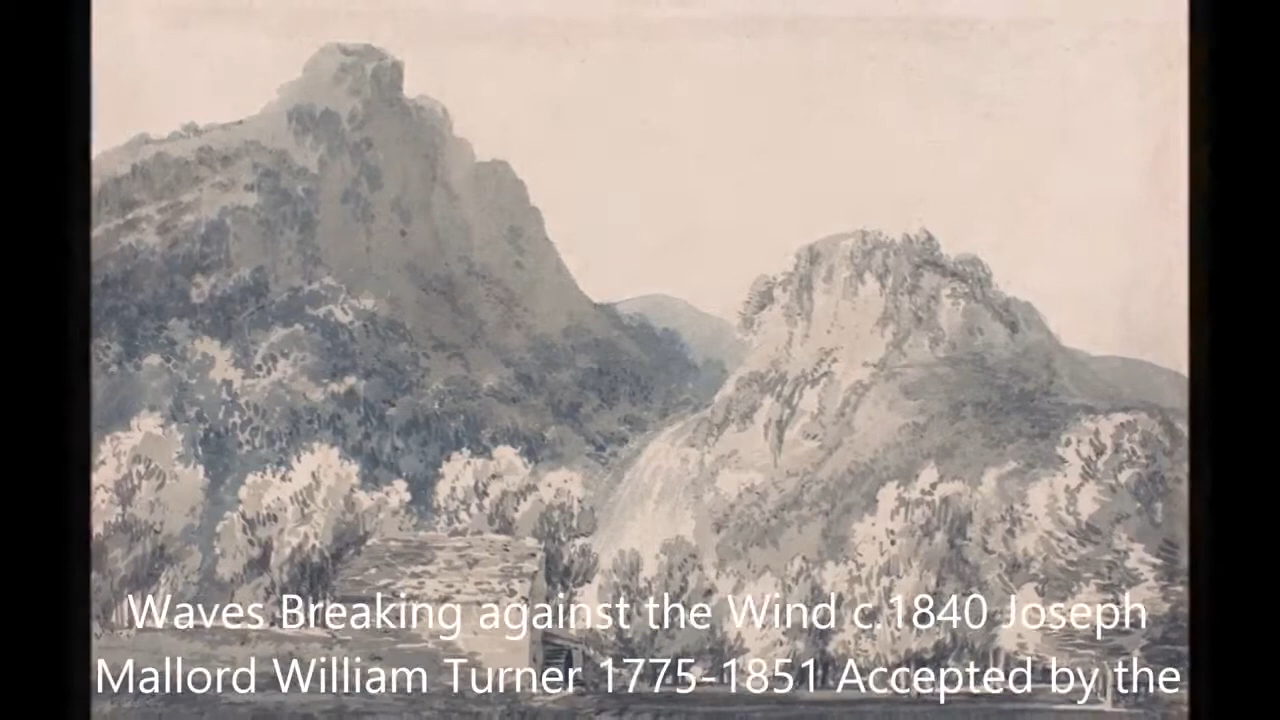 Waves Breaking against the Wind c.1840 Joseph
Mallord William Turner 1775-1851 Accepted by the